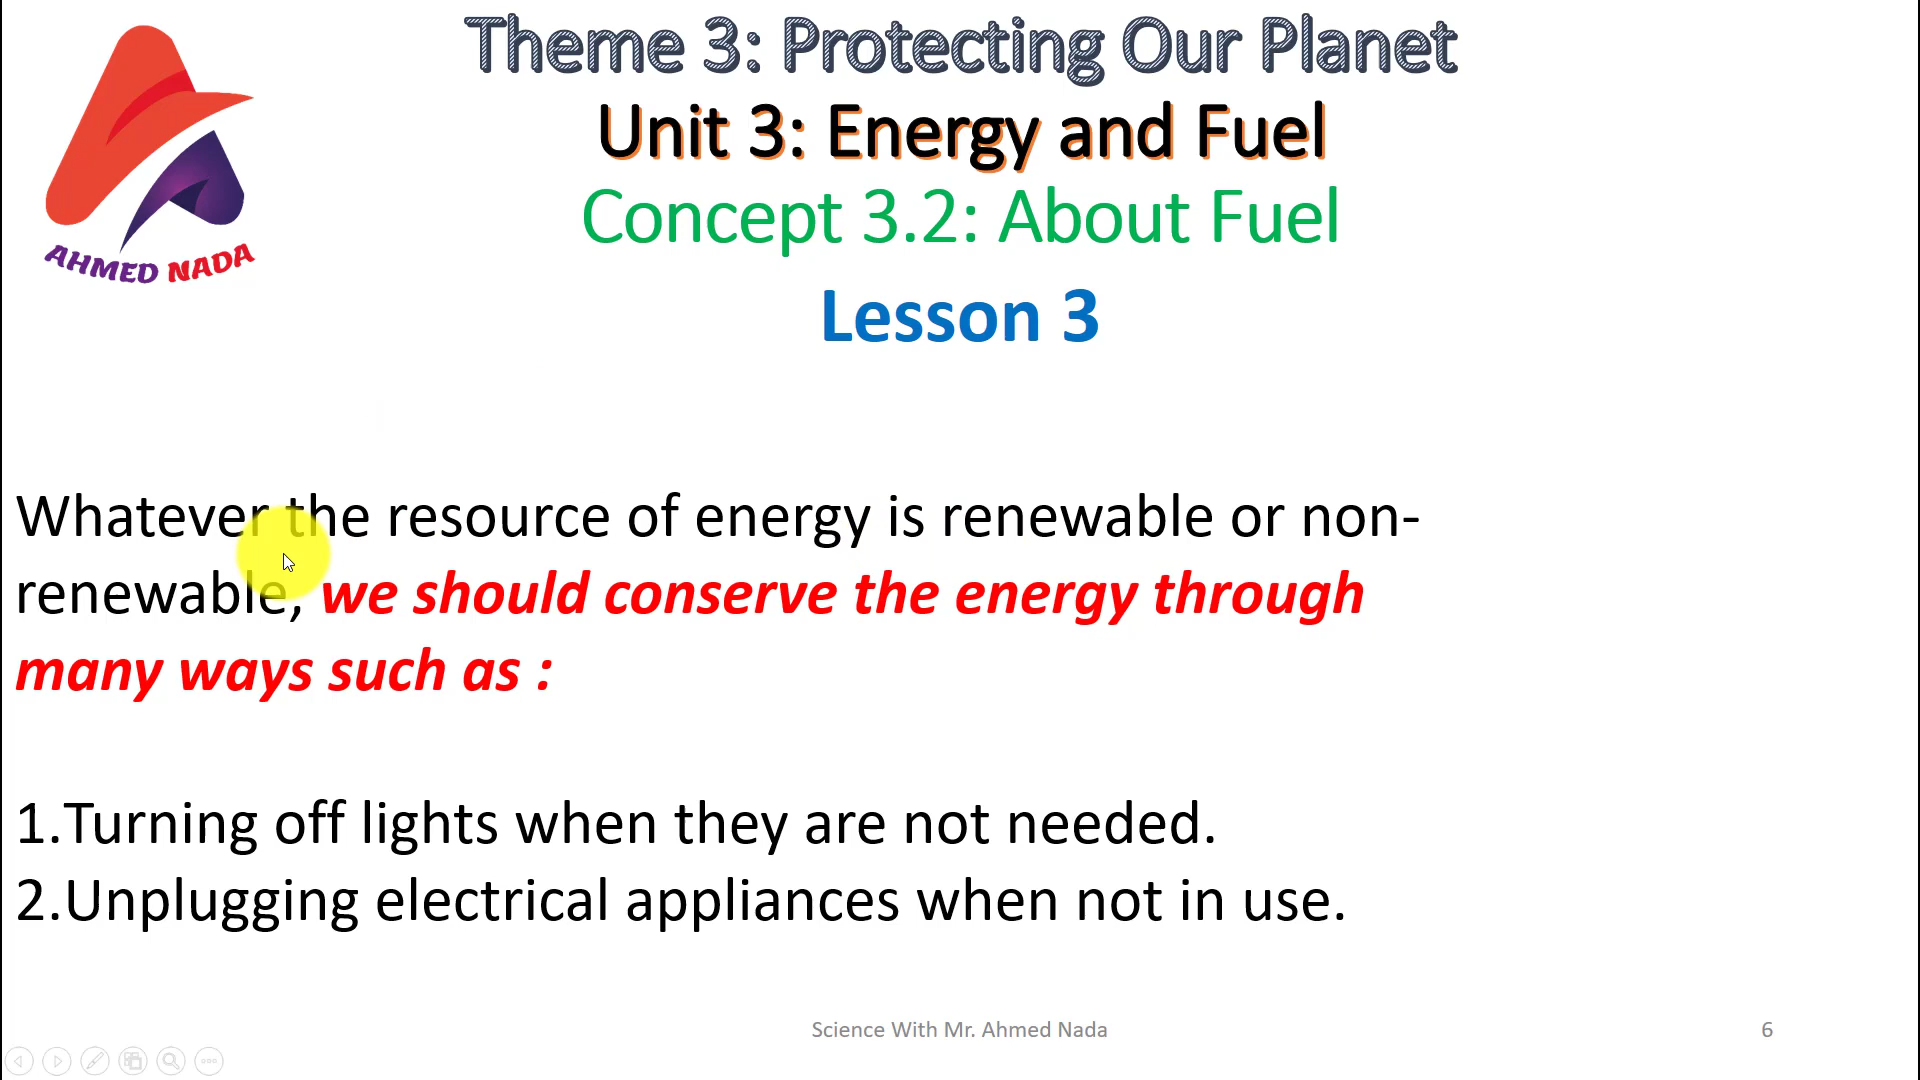 Theme 3: Protecting Our Planet
Unit 3: Energy and Fuel
Concept 3.2: About Fuel
Lesson 3
AHMED NADA
Whatever the resource of energy is renewable or non-
renewable, we should conserve the energy through
many ways such as :
1.Turning off lights when they are not needed.
2.Unplugging electrical appliances when not in use.
Science With Mr. Ahmed Nada
6